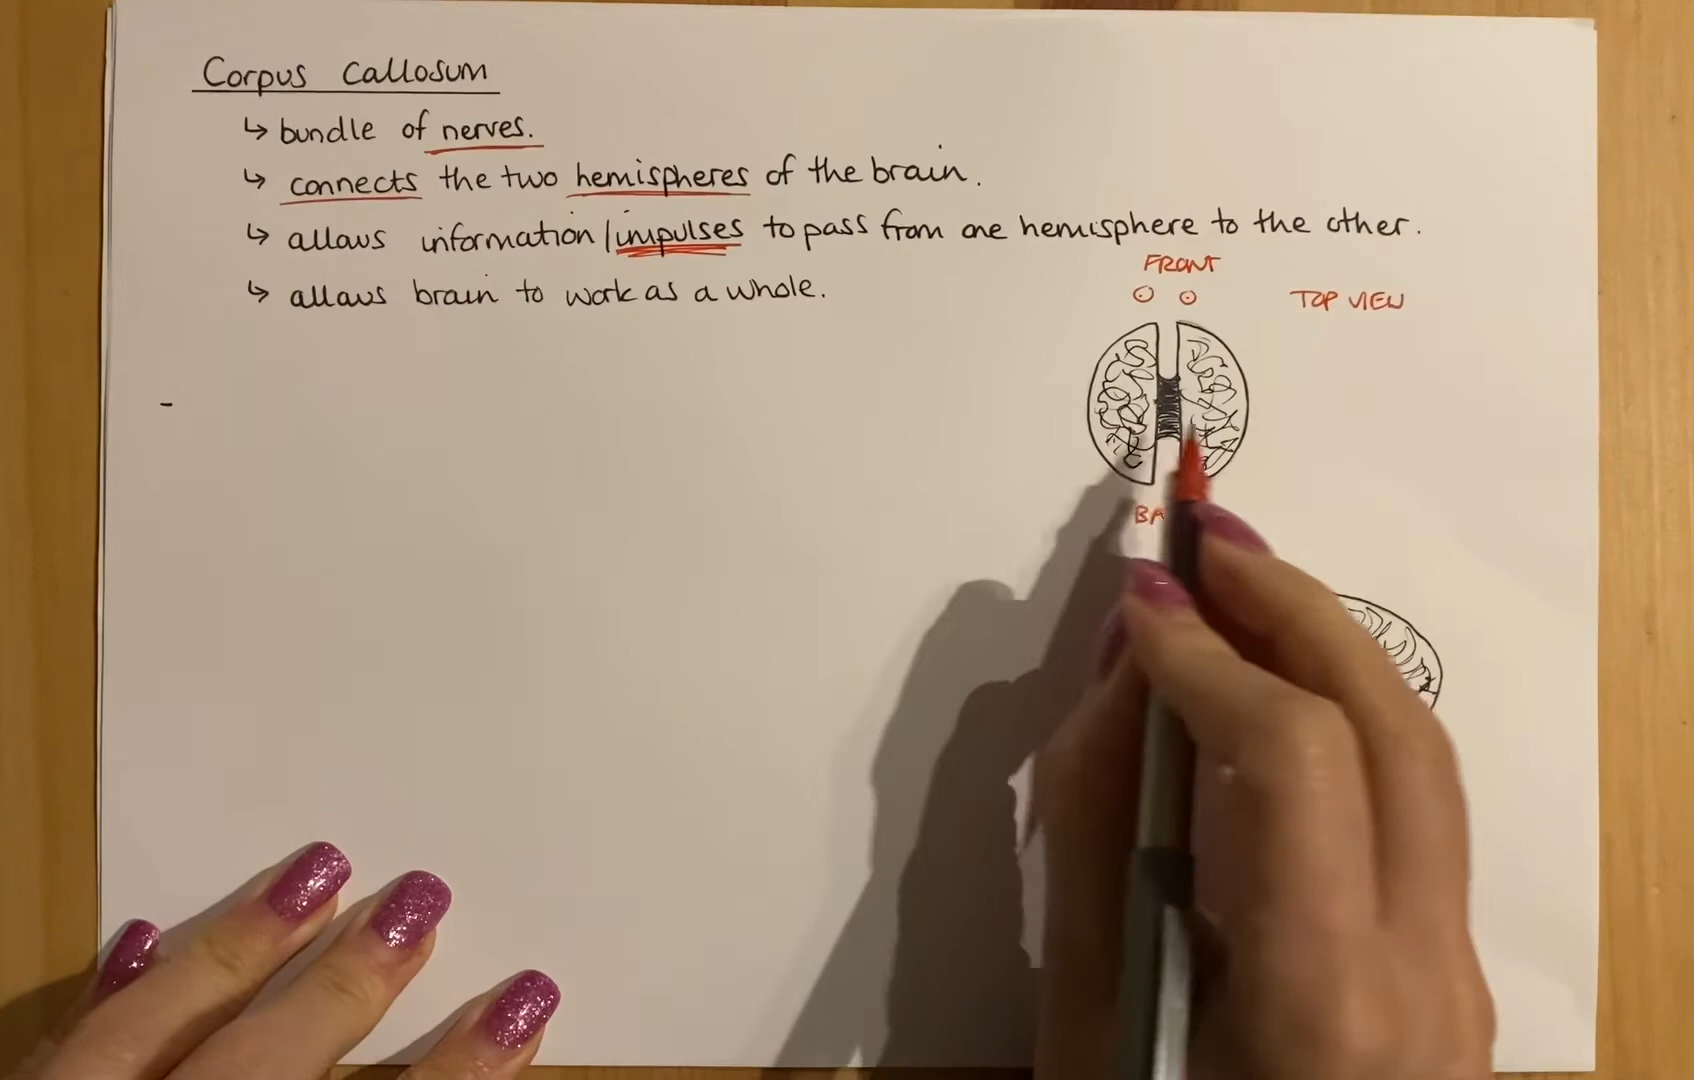 Corpus callosum
↳ bundle of nerves.
↳ connects the two hemispheres of the brain.
↳ allows information/impulses to pass from one hemisphere to the other.
↳ allows brain to work as a whole.
FRONT
TOP VIEW